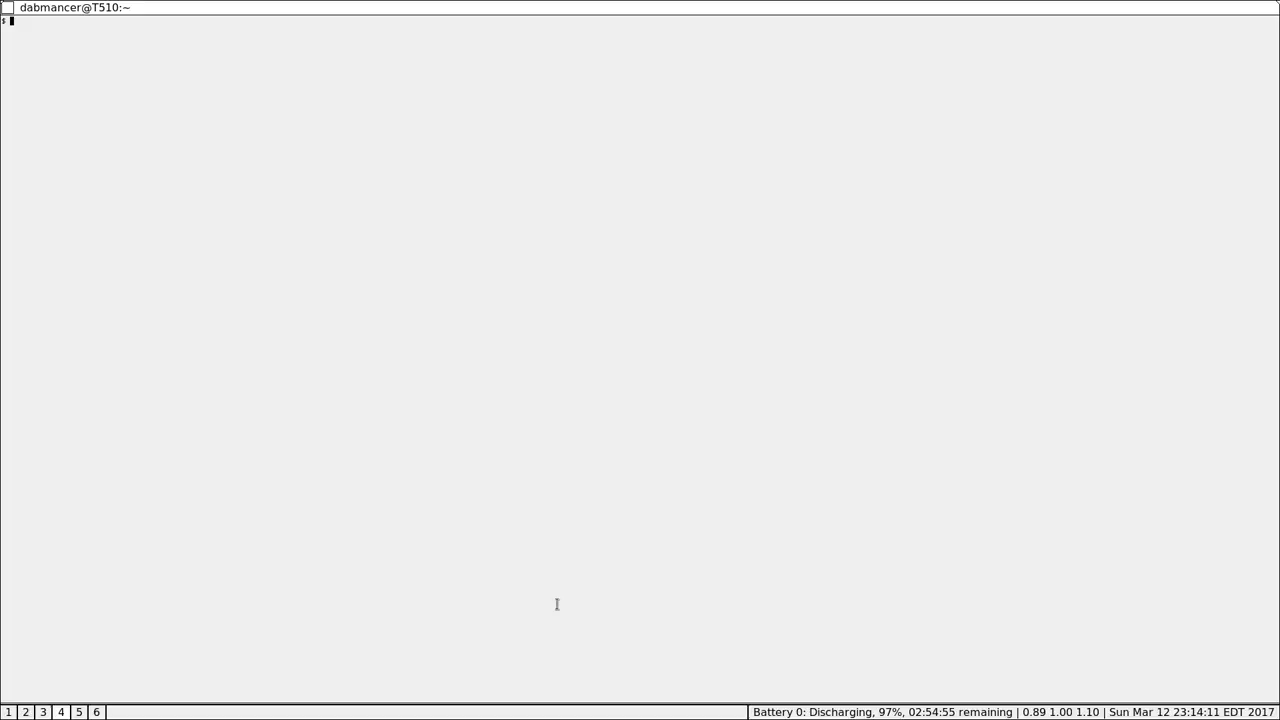 dabmancer@T510:~
$
1 2 3 4 5 6 Battery 0: Discharging, 97%, 02:54:55 remaining | 0.89 1.00 1.10 | Sun Mar 12 23:14:11 EDT 2017